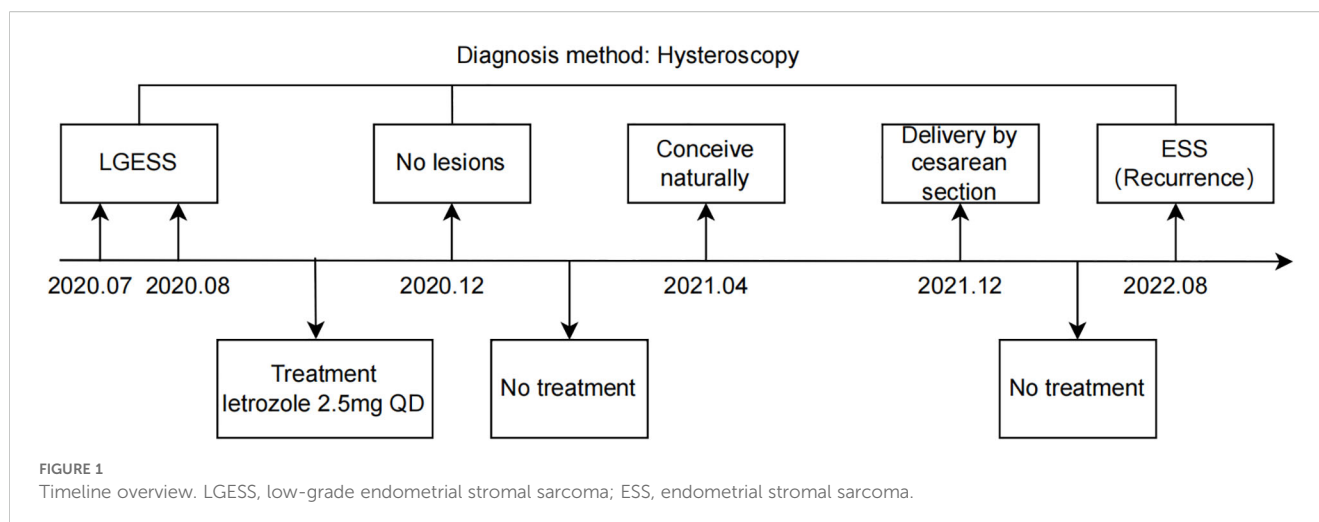 Diagnosis method: Hysteroscopy
LGESS
No lesions
Conceive
naturally
Delivery by
cesarean
section
ESS
(Recurrence)
2020.07
2020.08
2020.12
2021.04
2021.12
2022.08
Treatment
letrozole 2.5mg QD
No treatment
No treatment
FIGURE 1
Timeline overview. LGESS, low-grade endometrial stromal sarcoma; ESS, endometrial stromal sarcoma.